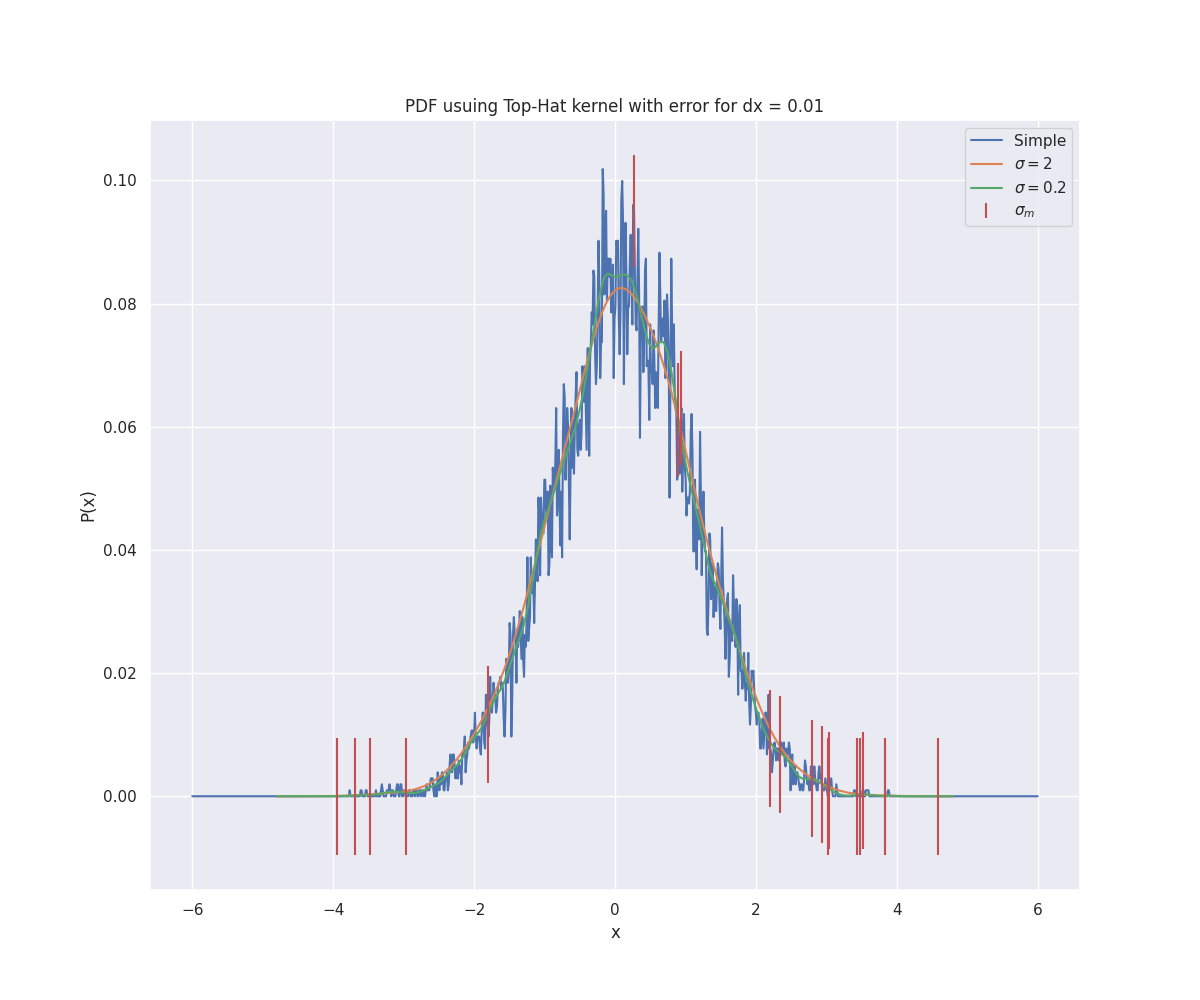 PDF usuing Top-Hat kernel with error for dx = 0.01
Simple
σ = 2
σ = 0.2
σₘ
P(x)
0.10
0.08
0.06
0.04
0.02
0.00
−6 −4 −2 0 2 4 6
x